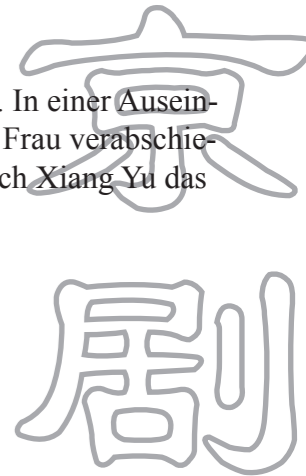 . In einer Ausein-
Frau verabschie-
ch Xiang Yu das
京
剧